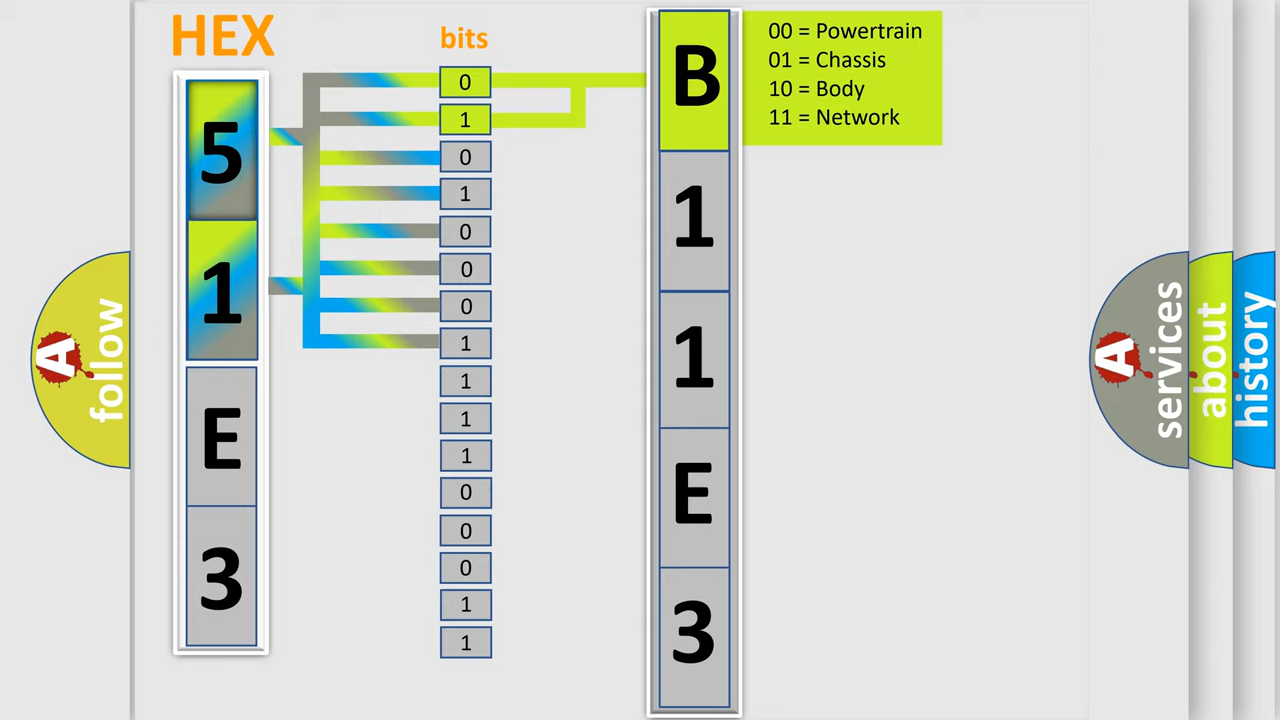 HEX
bits
5
1
E
3
0
1
0
1
0
0
0
1
1
1
1
0
0
0
1
1
B
1
1
E
3
00 = Powertrain
01 = Chassis
10 = Body
11 = Network
A
follow
A
services
about
history